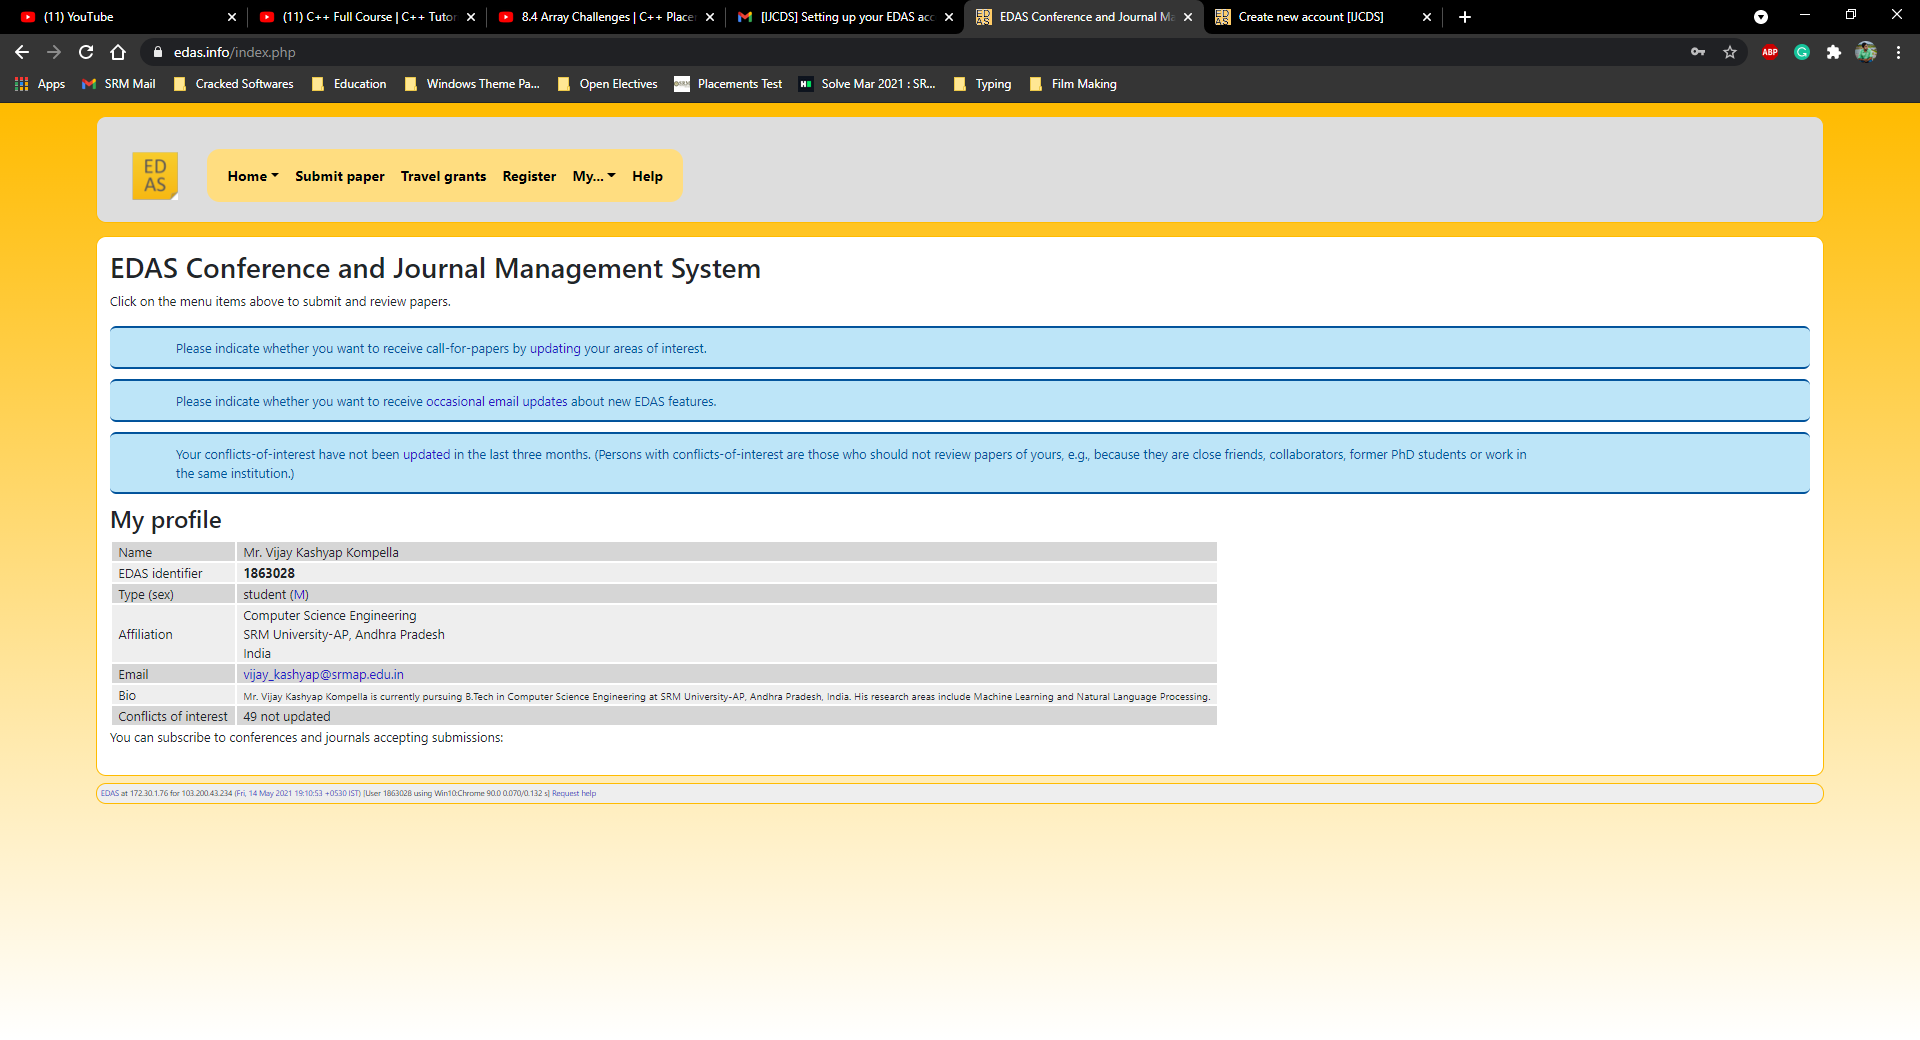 (11) YouTube
(11) C++ Full Course | C++ Tutor
8.4 Array Challenges | C++ Place
[IJCDS] Setting up your EDAS acc
EDAS Conference and Journal Ma
Create new account [IJCDS]
edas.info/index.php
ABP
Apps
SRM Mail
Cracked Softwares
Education
Windows Theme Pa...
Open Electives
Placements Test
Solve Mar 2021 : SR...
Typing
Film Making
ED
AS
Home
Submit paper
Travel grants
Register
My...
Help
EDAS Conference and Journal Management System
Click on the menu items above to submit and review papers.
Please indicate whether you want to receive call-for-papers by updating your areas of interest.
Please indicate whether you want to receive occasional email updates about new EDAS features.
Your conflicts-of-interest have not been updated in the last three months. (Persons with conflicts-of-interest are those who should not review papers of yours, e.g., because they are close friends, collaborators, former PhD students or work in
the same institution.)
My profile
Name Mr. Vijay Kashyap Kompella
EDAS identifier 1863028
Type (sex) student (M)
Affiliation Computer Science Engineering
SRM University-AP, Andhra Pradesh
India
Email vijay_kashyap@srmap.edu.in
Bio Mr. Vijay Kashyap Kompella is currently pursuing B.Tech in Computer Science Engineering at SRM University-AP, Andhra Pradesh, India. His research areas include Machine Learning and Natural Language Processing.
Conflicts of interest 49 not updated
You can subscribe to conferences and journals accepting submissions:
EDAS at 172.30.1.76 for 103.200.43.234 (Fri, 14 May 2021 19:10:53 +0530 IST) [User 1863028 using Win10:Chrome 90.0 0.070/0.132 s] Request help